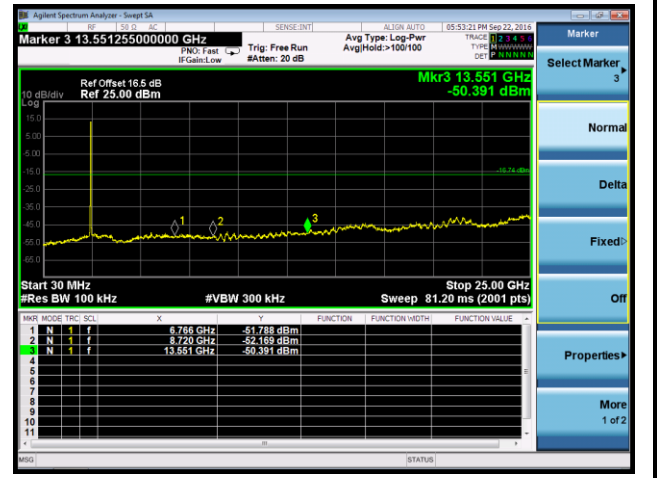 Agilent Spectrum Analyzer - Swept SA
RF 50 Ω AC SENSE:INT ALIGN AUTO 05:53:21 PM Sep 22, 2016
Marker 3 13.551255000000 GHz
PNO: Fast
IFGain:Low
Trig: Free Run
#Atten: 20 dB
Avg Type: Log-Pwr
Avg|Hold:>100/100
TRACE 1 2 3 4 5 6
TYPE M WWWWW
DET P N N N N N
Ref Offset 16.5 dB
Ref 25.00 dBm
10 dB/div
Log
Mkr3 13.551 GHz
-50.391 dBm
15.0
5.00
-5.00
-15.0
-16.74 dBm
-25.0
-35.0
-45.0
-55.0
-65.0
1
2
3
Start 30 MHz Stop 25.00 GHz
#Res BW 100 kHz #VBW 300 kHz Sweep 81.20 ms (2001 pts)
MKR MODE TRC SCL X Y FUNCTION FUNCTION WIDTH FUNCTION VALUE
1 N 1 f 6.766 GHz -51.788 dBm
2 N 1 f 8.720 GHz -52.169 dBm
3 N 1 f 13.551 GHz -50.391 dBm
4
5
6
7
8
9
10
11
MSG STATUS
Marker
Select Marker
3
Normal
Delta
Fixed
Off
Properties
More
1 of 2